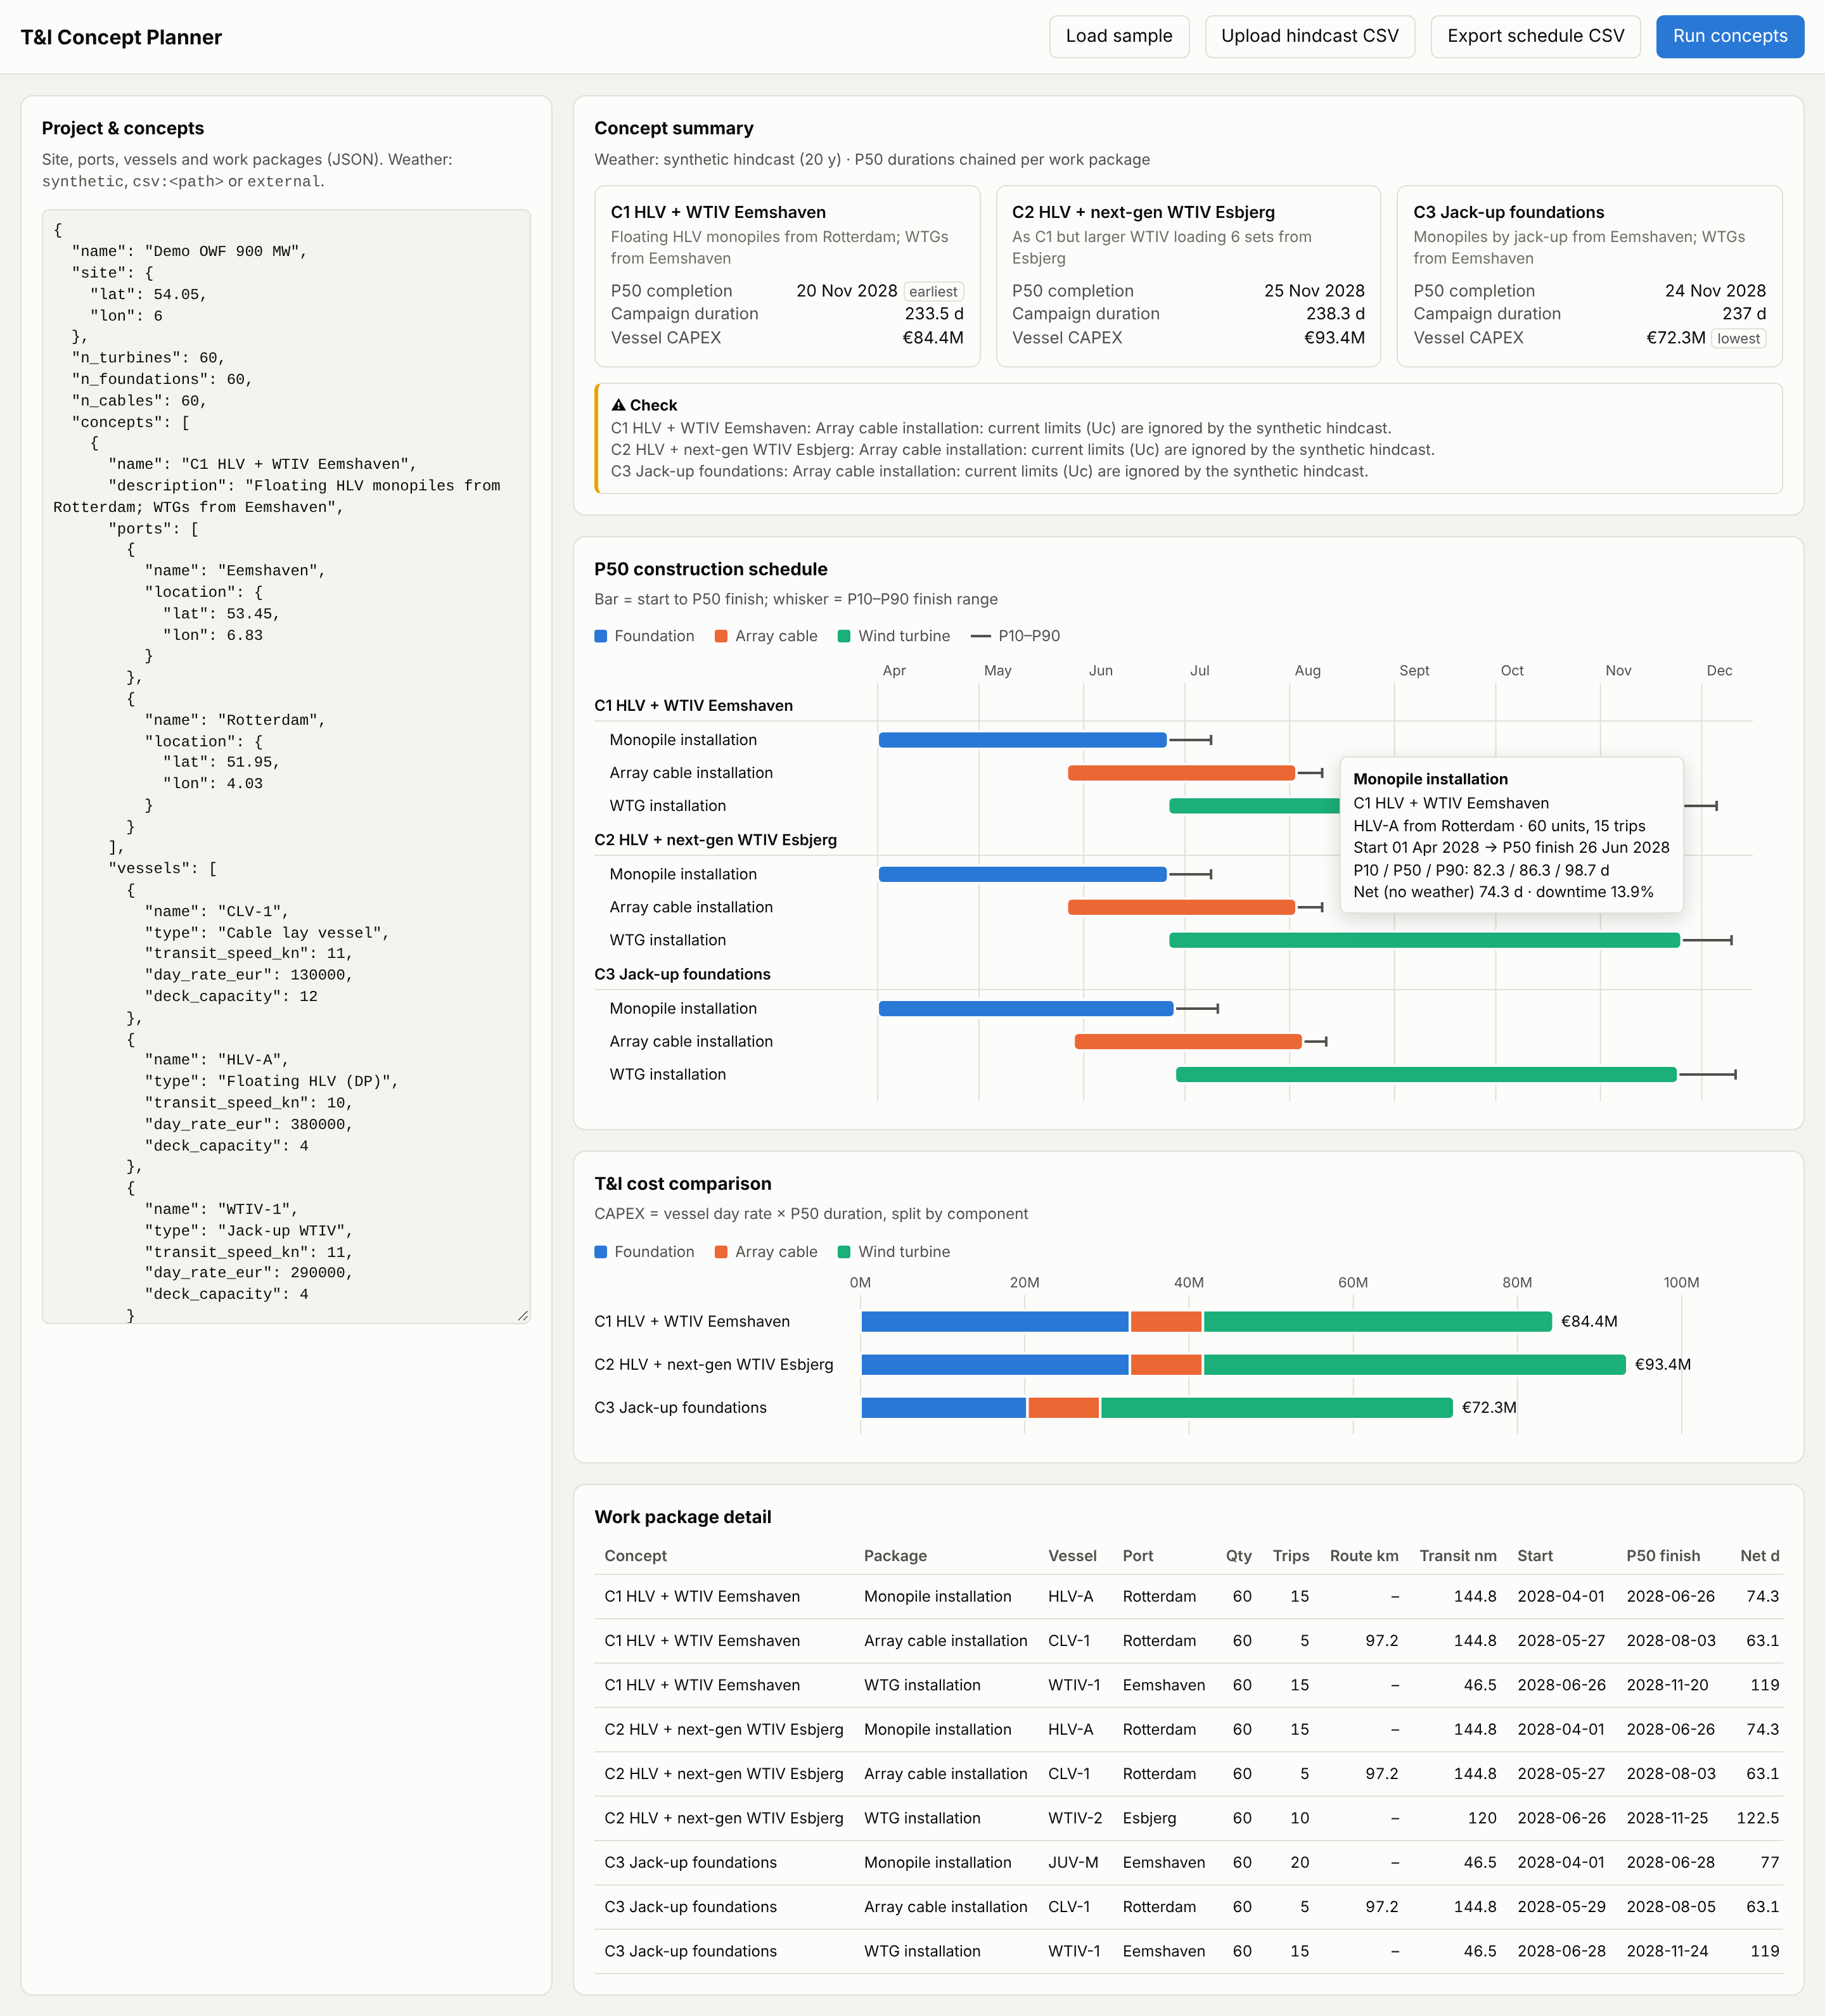 T&I Concept Planner
Load sample
Upload hindcast CSV
Export schedule CSV
Run concepts
Project & concepts
Site, ports, vessels and work packages (JSON). Weather:
synthetic, csv:<path> or external.
{
"name": "Demo OWF 900 MW",
"site": {
"lat": 54.05,
"lon": 6
},
"n_turbines": 60,
"n_foundations": 60,
"n_cables": 60,
"concepts": [
{
"name": "C1 HLV + WTIV Eemshaven",
"description": "Floating HLV monopiles from
Rotterdam; WTGs from Eemshaven",
"ports": [
{
"name": "Eemshaven",
"location": {
"lat": 53.45,
"lon": 6.83
}
},
{
"name": "Rotterdam",
"location": {
"lat": 51.95,
"lon": 4.03
}
}
],
"vessels": [
{
"name": "CLV-1",
"type": "Cable lay vessel",
"transit_speed_kn": 11,
"day_rate_eur": 130000,
"deck_capacity": 12
},
{
"name": "HLV-A",
"type": "Floating HLV (DP)",
"transit_speed_kn": 10,
"day_rate_eur": 380000,
"deck_capacity": 4
},
{
"name": "WTIV-1",
"type": "Jack-up WTIV",
"transit_speed_kn": 11,
"day_rate_eur": 290000,
"deck_capacity": 4
}
Concept summary
Weather: synthetic hindcast (20 y) · P50 durations chained per work package
C1 HLV + WTIV Eemshaven
Floating HLV monopiles from Rotterdam; WTGs
from Eemshaven
P50 completion 20 Nov 2028 earliest
Campaign duration 233.5 d
Vessel CAPEX €84.4M
C2 HLV + next-gen WTIV Esbjerg
As C1 but larger WTIV loading 6 sets from
Esbjerg
P50 completion 25 Nov 2028
Campaign duration 238.3 d
Vessel CAPEX €93.4M
C3 Jack-up foundations
Monopiles by jack-up from Eemshaven; WTGs
from Eemshaven
P50 completion 24 Nov 2028
Campaign duration 237 d
Vessel CAPEX €72.3M lowest
⚠ Check
C1 HLV + WTIV Eemshaven: Array cable installation: current limits (Uc) are ignored by the synthetic hindcast.
C2 HLV + next-gen WTIV Esbjerg: Array cable installation: current limits (Uc) are ignored by the synthetic hindcast.
C3 Jack-up foundations: Array cable installation: current limits (Uc) are ignored by the synthetic hindcast.
P50 construction schedule
Bar = start to P50 finish; whisker = P10–P90 finish range
Foundation Array cable Wind turbine P10–P90
Apr May Jun Jul Aug Sept Oct Nov Dec
C1 HLV + WTIV Eemshaven
Monopile installation
Array cable installation
WTG installation
C2 HLV + next-gen WTIV Esbjerg
Monopile installation
Array cable installation
WTG installation
C3 Jack-up foundations
Monopile installation
Array cable installation
WTG installation
Monopile installation
C1 HLV + WTIV Eemshaven
HLV-A from Rotterdam · 60 units, 15 trips
Start 01 Apr 2028 → P50 finish 26 Jun 2028
P10 / P50 / P90: 82.3 / 86.3 / 98.7 d
Net (no weather) 74.3 d · downtime 13.9%
T&I cost comparison
CAPEX = vessel day rate × P50 duration, split by component
Foundation Array cable Wind turbine
0M 20M 40M 60M 80M 100M
C1 HLV + WTIV Eemshaven €84.4M
C2 HLV + next-gen WTIV Esbjerg €93.4M
C3 Jack-up foundations €72.3M
Work package detail
Concept Package Vessel Port Qty Trips Route km Transit nm Start P50 finish Net d
C1 HLV + WTIV Eemshaven Monopile installation HLV-A Rotterdam 60 15 – 144.8 2028-04-01 2028-06-26 74.3
C1 HLV + WTIV Eemshaven Array cable installation CLV-1 Rotterdam 60 5 97.2 144.8 2028-05-27 2028-08-03 63.1
C1 HLV + WTIV Eemshaven WTG installation WTIV-1 Eemshaven 60 15 – 46.5 2028-06-26 2028-11-20 119
C2 HLV + next-gen WTIV Esbjerg Monopile installation HLV-A Rotterdam 60 15 – 144.8 2028-04-01 2028-06-26 74.3
C2 HLV + next-gen WTIV Esbjerg Array cable installation CLV-1 Rotterdam 60 5 97.2 144.8 2028-05-27 2028-08-03 63.1
C2 HLV + next-gen WTIV Esbjerg WTG installation WTIV-2 Esbjerg 60 10 – 120 2028-06-26 2028-11-25 122.5
C3 Jack-up foundations Monopile installation JUV-M Eemshaven 60 20 – 46.5 2028-04-01 2028-06-28 77
C3 Jack-up foundations Array cable installation CLV-1 Rotterdam 60 5 97.2 144.8 2028-05-29 2028-08-05 63.1
C3 Jack-up foundations WTG installation WTIV-1 Eemshaven 60 15 – 46.5 2028-06-28 2028-11-24 119